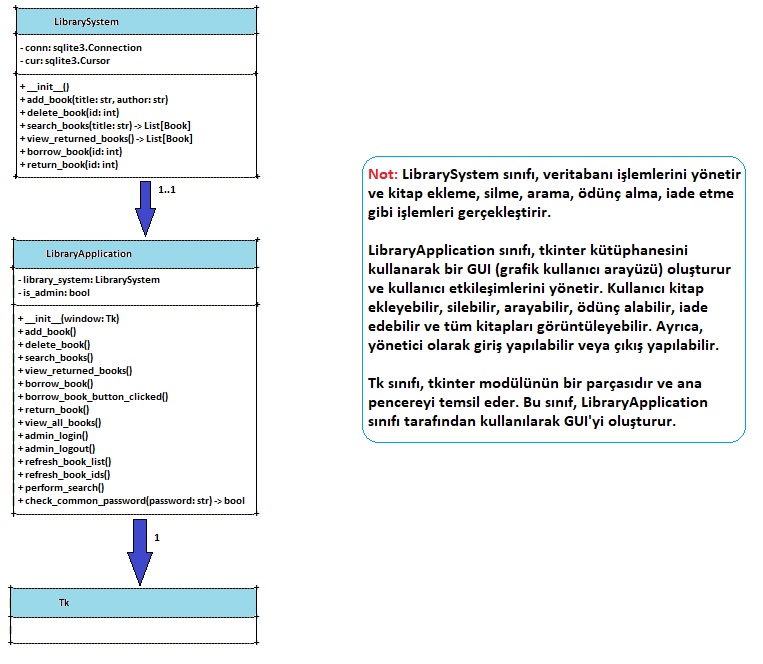 LibrarySystem
- conn: sqlite3.Connection
- cur: sqlite3.Cursor
+ __init__()
+ add_book(title: str, author: str)
+ delete_book(id: int)
+ search_books(title: str) -> List[Book]
+ view_returned_books() -> List[Book]
+ borrow_book(id: int)
+ return_book(id: int)
1..1
LibraryApplication
- library_system: LibrarySystem
- is_admin: bool
+ __init__(window: Tk)
+ add_book()
+ delete_book()
+ search_books()
+ view_returned_books()
+ borrow_book()
+ borrow_book_button_clicked()
+ return_book()
+ view_all_books()
+ admin_login()
+ admin_logout()
+ refresh_book_list()
+ refresh_book_ids()
+ perform_search()
+ check_common_password(password: str) -> bool
1
Tk
Not: LibrarySystem sınıfı, veritabanı işlemlerini yönetir
ve kitap ekleme, silme, arama, ödünç alma, iade etme
gibi işlemleri gerçekleştirir.
LibraryApplication sınıfı, tkinter kütüphanesini
kullanarak bir GUI (grafik kullanıcı arayüzü) oluşturur
ve kullanıcı etkileşimlerini yönetir. Kullanıcı kitap
ekleyebilir, silebilir, arayabilir, ödünç alabilir, iade
edebilir ve tüm kitapları görüntüleyebilir. Ayrıca,
yönetici olarak giriş yapılabilir veya çıkış yapılabilir.
Tk sınıfı, tkinter modülünün bir parçasıdır ve ana
pencereyi temsil eder. Bu sınıf, LibraryApplication
sınıfı tarafından kullanılarak GUI'yi oluşturur.